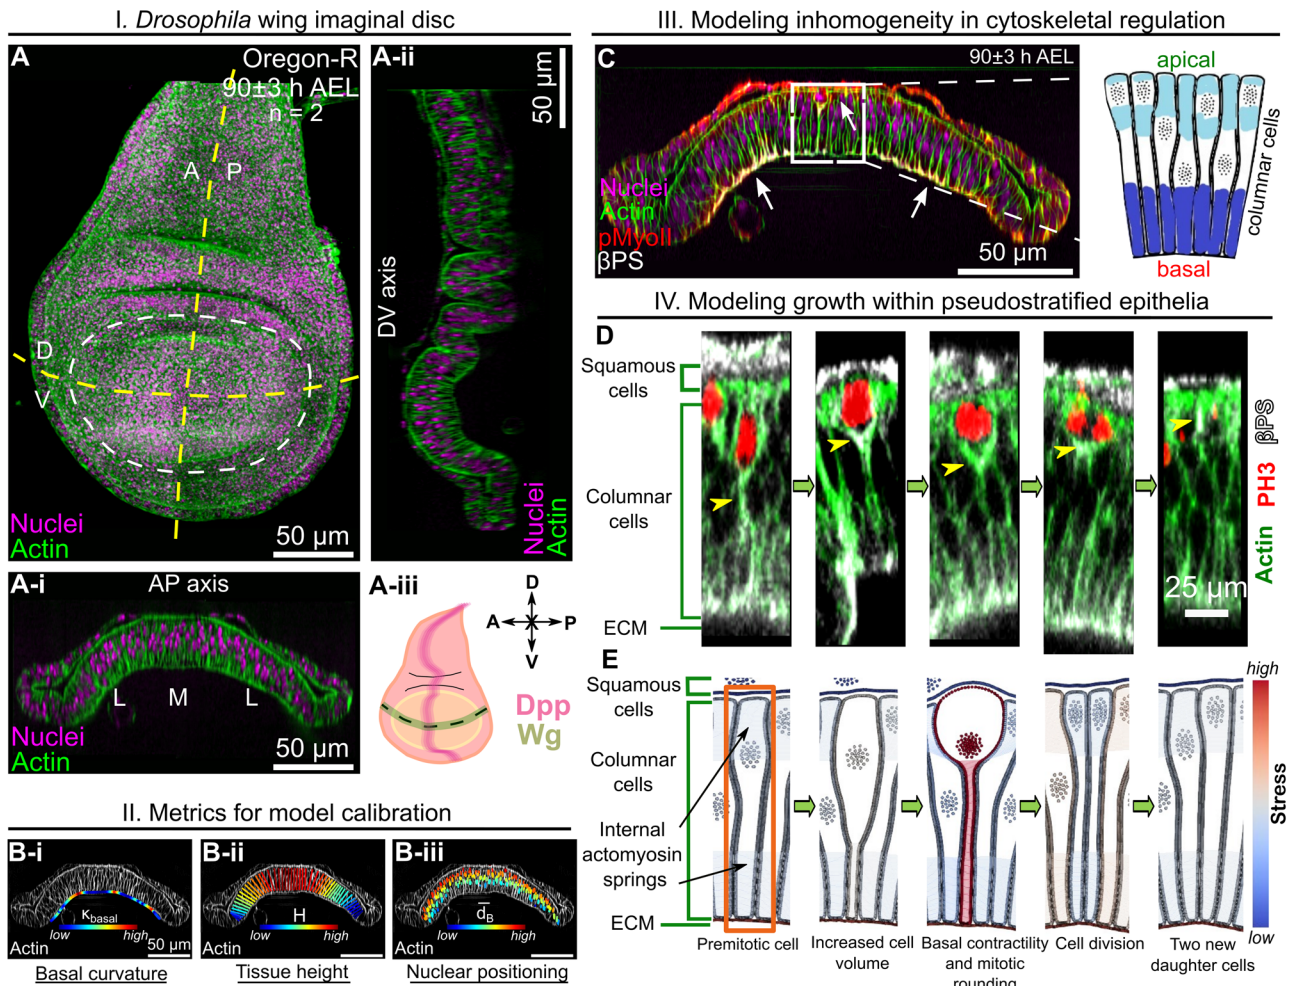 I. Drosophila wing imaginal disc
A
Oregon-R
90±3 h AEL
n = 2
A
P
D
V
Nuclei
Actin
50 µm
A-ii
50 µm
DV axis
Nuclei
Actin
A-i
AP axis
L
M
L
Nuclei
Actin
50 µm
A-iii
D
A
P
V
Dpp
Wg
II. Metrics for model calibration
B-i
κbasal
low
high
Actin
50 µm
Basal curvature
B-ii
H
low
high
Actin
Tissue height
B-iii
d̅B
low
high
Actin
Nuclear positioning
III. Modeling inhomogeneity in cytoskeletal regulation
C
90±3 h AEL
Nuclei
Actin
pMyoII
βPS
50 µm
apical
columnar cells
basal
IV. Modeling growth within pseudostratified epithelia
D
Squamous
cells
Columnar
cells
ECM
25 µm
Actin PH3 βPS
E
Squamous
cells
Columnar
cells
Internal
actomyosin
springs
ECM
Premitotic cell
Increased cell
volume
Basal contractility
and mitotic
rounding
Cell division
Two new
daughter cells
high
Stress
low